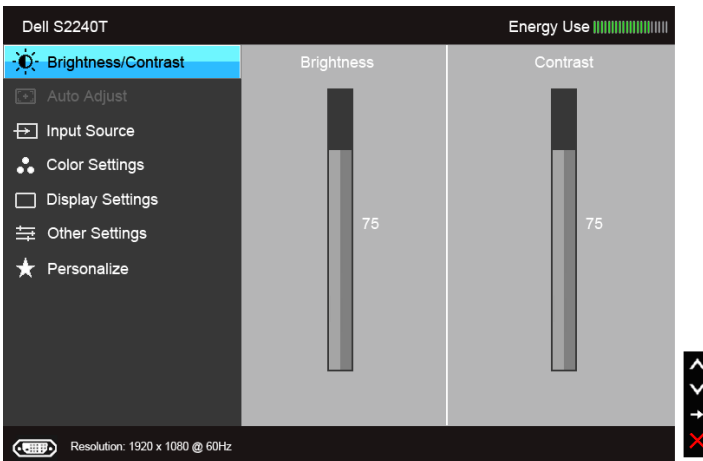 Dell S2240T
Energy Use
Brightness/Contrast
Brightness
Contrast
Auto Adjust
Input Source
Color Settings
Display Settings
75
75
Other Settings
Personalize
Resolution: 1920 x 1080 @ 60Hz